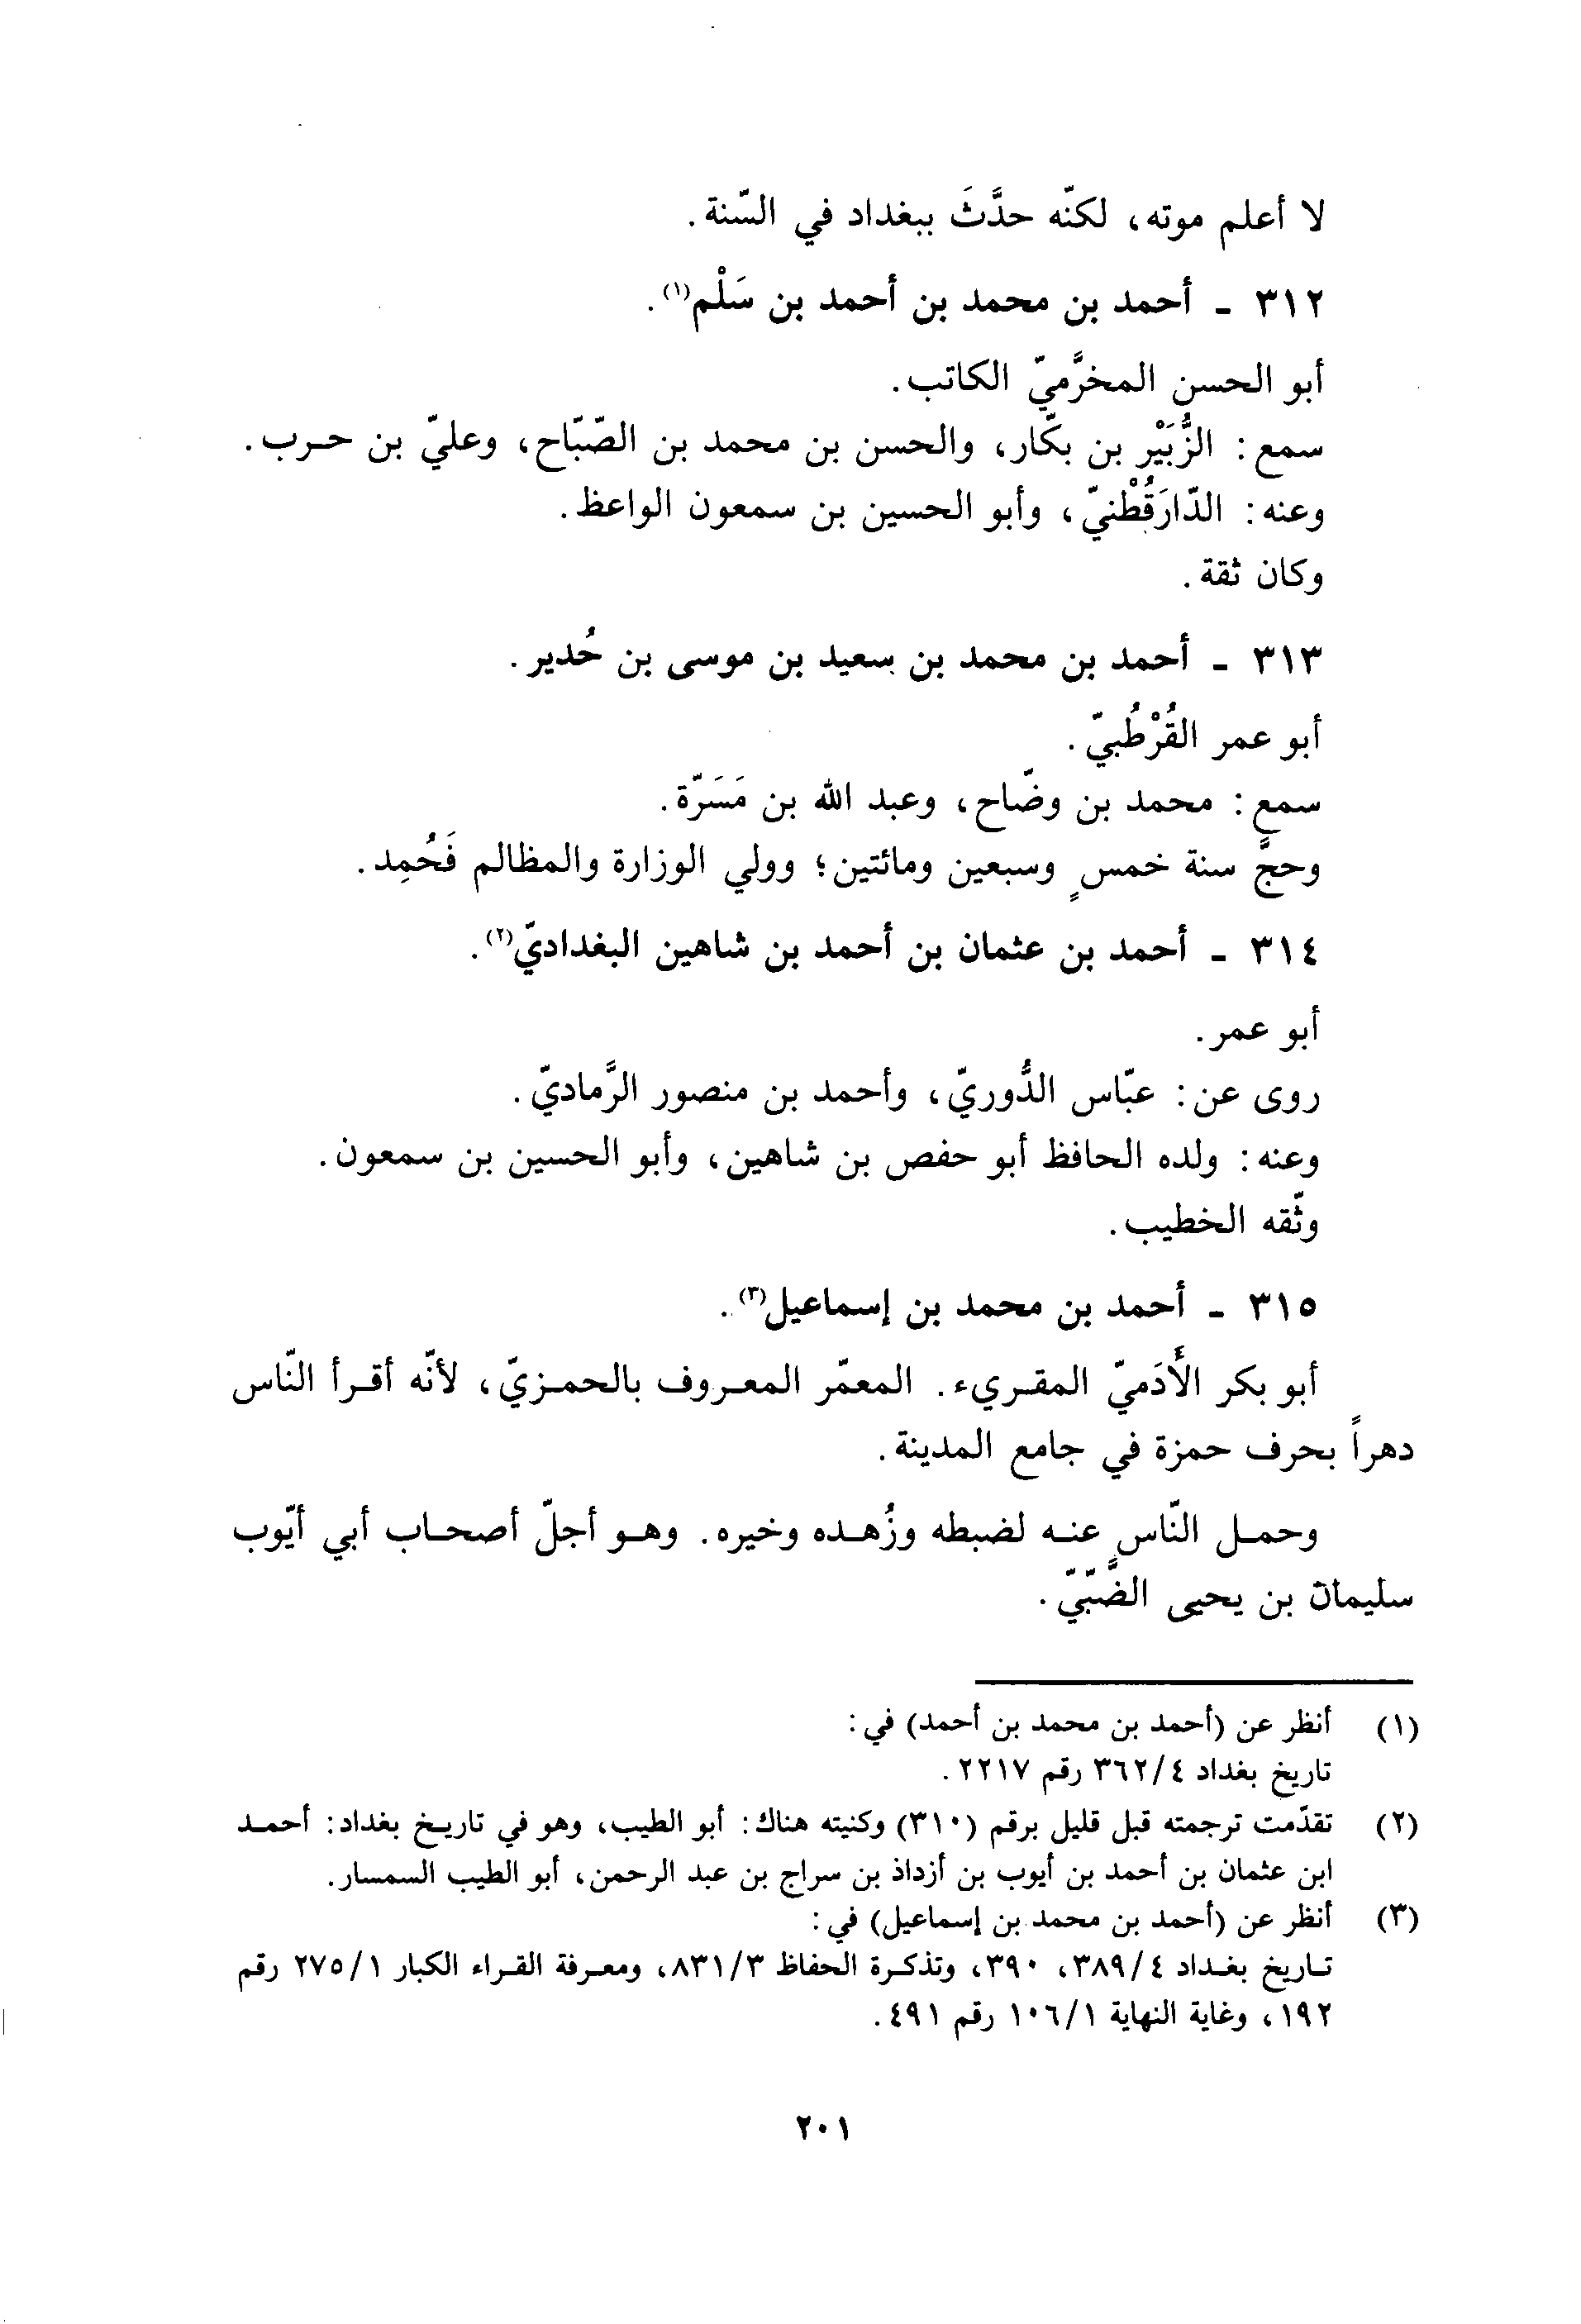 لا أعلم موته، لكنّه حدَّثَ ببغداد في السّنة.
٣١٢ - أحمد بن محمد بن أحمد بن سَلْم(١).
أبو الحسن المخرَّميّ الكاتب.
سمع: الزُّبَيْر بن بكّار، والحسن بن محمد بن الصّبّاح، وعليّ بن حرب.
وعنه: الدّارَقُطْنيّ، وأبو الحسين بن سمعون الواعظ.
وكان ثقة.
٣١٣ - أحمد بن محمد بن سعيد بن موسى بن حُدير.
أبو عمر القُرْطُبيّ.
سمع: محمد بن وضّاح، وعبد الله بن مَسَرّة.
وحجّ سنة خمسٍ وسبعين ومائتين؛ وولي الوزارة والمظالم فَحُمِد.
٣١٤ - أحمد بن عثمان بن أحمد بن شاهين البغداديّ(٢).
أبو عمر.
روى عن: عبّاس الدُّوريّ، وأحمد بن منصور الرَّماديّ.
وعنه: ولده الحافظ أبو حفص بن شاهين، وأبو الحسين بن سمعون.
وثّقه الخطيب.
٣١٥ - أحمد بن محمد بن إسماعيل(٣).
أبو بكر الأَدَميّ المقريء. المعمّر المعروف بالحمزيّ، لأنّه أقرأ النّاس
دهراً بحرف حمزة في جامع المدينة.
وحمل النّاس عنه لضبطه وزُهده وخيره. وهو أجلّ أصحاب أبي أيّوب
سليمان بن يحيى الضَّبّيّ.
(١) أنظر عن (أحمد بن محمد بن أحمد) في:
تاريخ بغداد ٣٦٢/٤ رقم ٢٢١٧.
(٢) تقدّمت ترجمته قبل قليل برقم (٣١٠) وكنيته هناك: أبو الطيب، وهو في تاريخ بغداد: أحمد
ابن عثمان بن أحمد بن أيوب بن أزداذ بن سراج بن عبد الرحمن، أبو الطيب السمسار.
(٣) أنظر عن (أحمد بن محمد بن إسماعيل) في:
تاريخ بغداد ٣٨٩/٤، ٣٩٠، وتذكرة الحفاظ ٨٣١/٣، ومعرفة القراء الكبار ٢٧٥/١ رقم
١٩٢، وغاية النهاية ١٠٦/١ رقم ٤٩١.
٢٠١